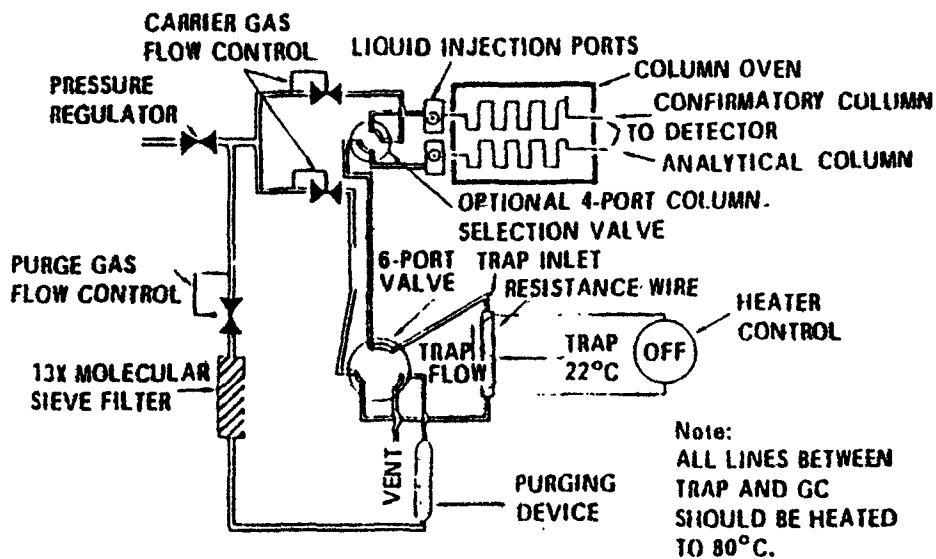 CARRIER GAS
FLOW CONTROL
LIQUID INJECTION PORTS
PRESSURE
REGULATOR
COLUMN OVEN
CONFIRMATORY COLUMN
TO DETECTOR
ANALYTICAL COLUMN
OPTIONAL 4-PORT COLUMN
SELECTION VALVE
PURGE GAS
FLOW CONTROL
6-PORT
VALVE
TRAP INLET
RESISTANCE WIRE
HEATER
CONTROL
TRAP
FLOW
TRAP
22°C
OFF
13X MOLECULAR
SIEVE FILTER
VENT
PURGING
DEVICE
Note:
ALL LINES BETWEEN
TRAP AND GC
SHOULD BE HEATED
TO 80°C.